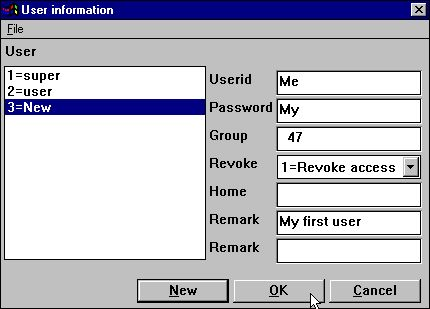 User information
File
User
1=super
2=user
3=New
Userid Me
Password My
Group 47
Revoke 1=Revoke access
Home
Remark My first user
Remark
New OK Cancel